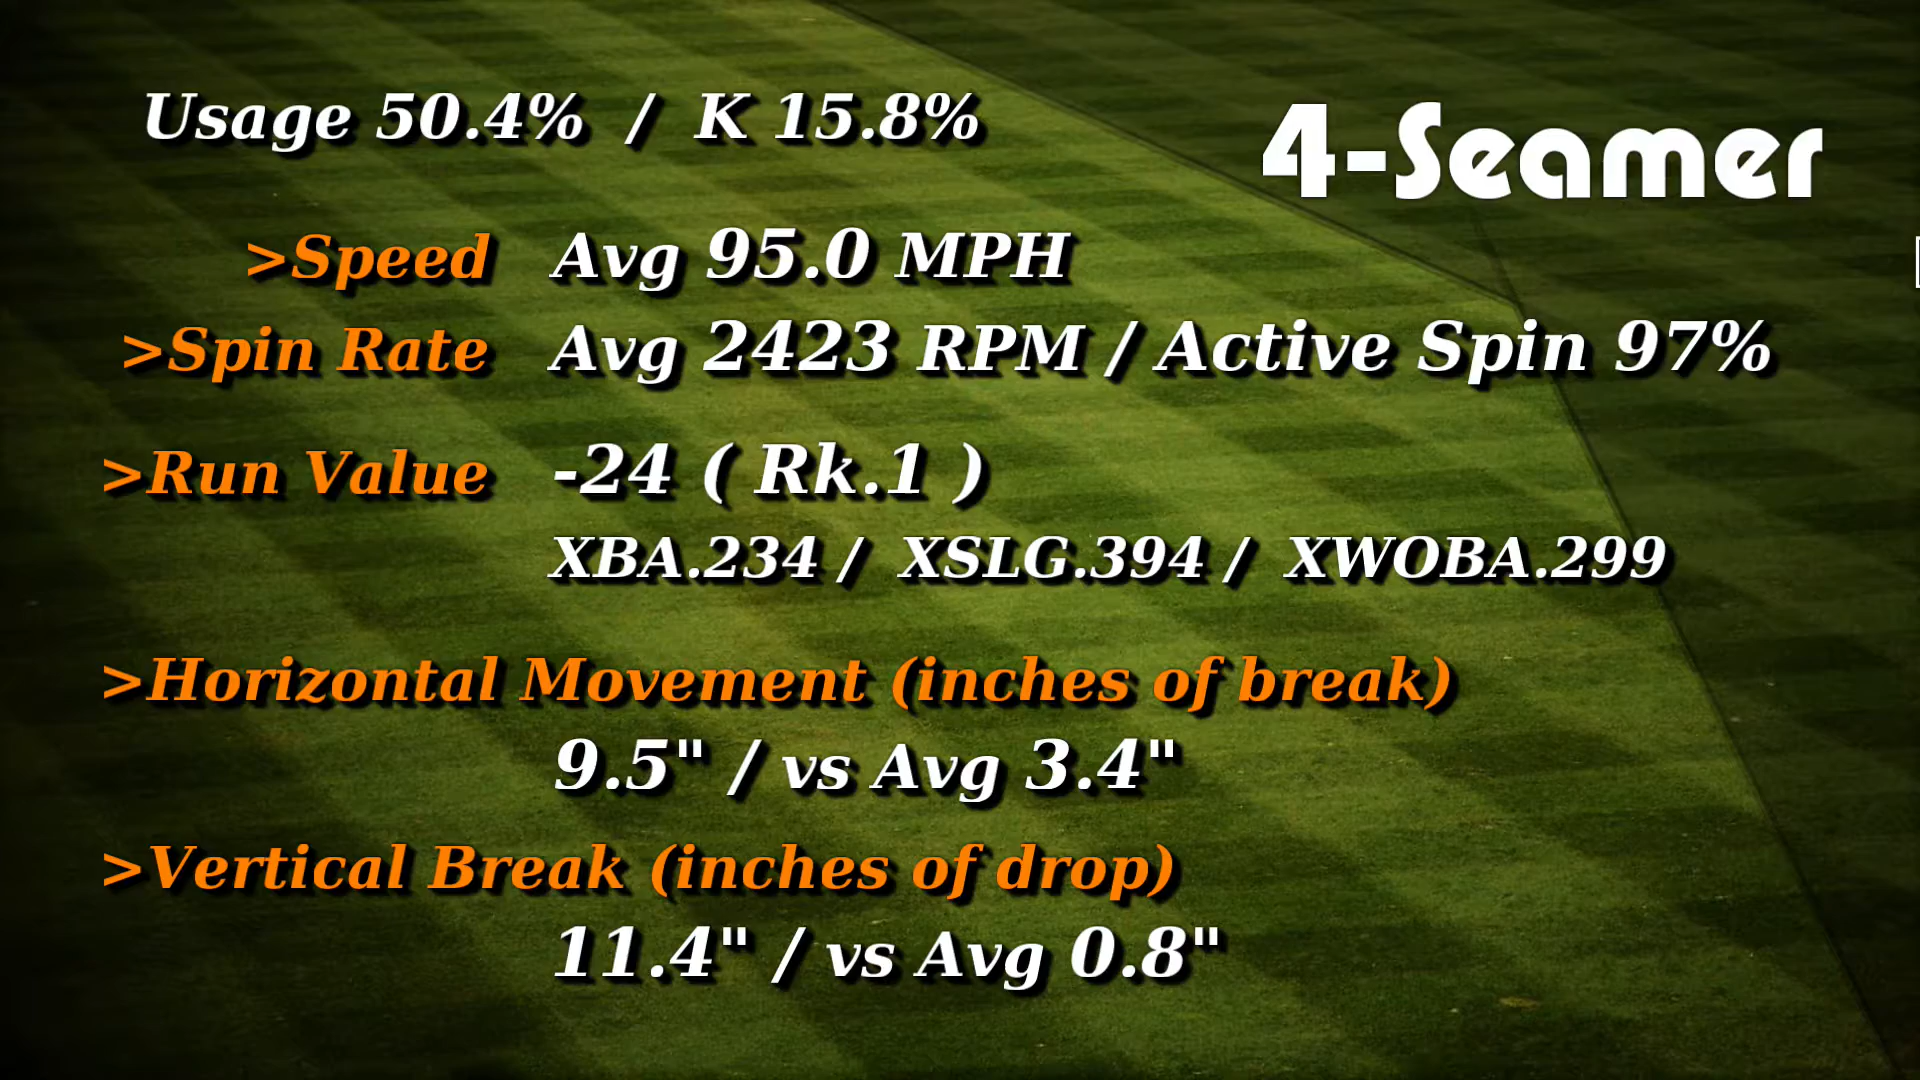 4-Seamer
Usage 50.4% / K 15.8%
>Speed Avg 95.0 MPH
>Spin Rate Avg 2423 RPM / Active Spin 97%
>Run Value -24 ( Rk.1 )
XBA.234 / XSLG.394 / XWOBA.299
>Horizontal Movement (inches of break)
9.5" / vs Avg 3.4"
>Vertical Break (inches of drop)
11.4" / vs Avg 0.8"